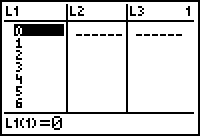 L1 L2 L3 1
0 ------ ------
1
2
3
4
5
6
L1(1)=0